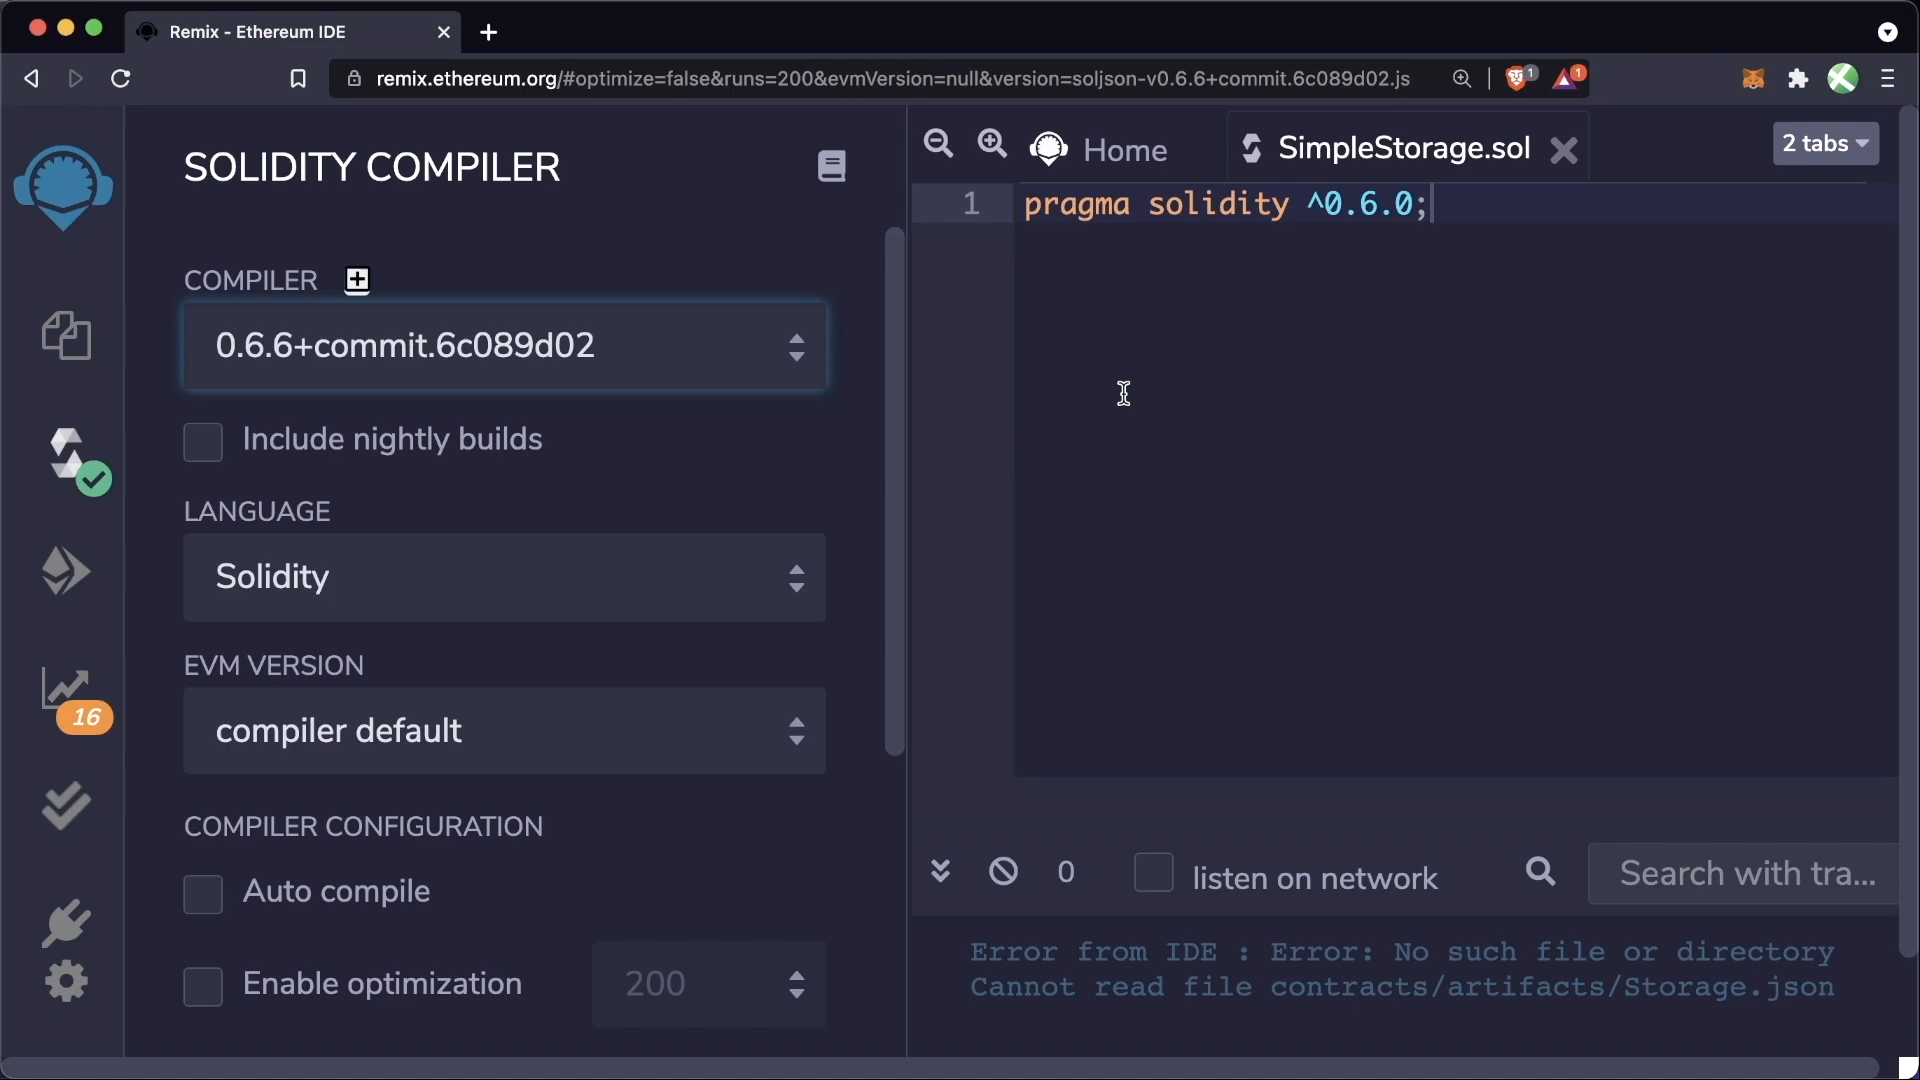 Remix - Ethereum IDE
remix.ethereum.org/#optimize=false&runs=200&evmVersion=null&version=soljson-v0.6.6+commit.6c089d02.js
1
1
SOLIDITY COMPILER
COMPILER
0.6.6+commit.6c089d02
Include nightly builds
LANGUAGE
Solidity
EVM VERSION
compiler default
COMPILER CONFIGURATION
Auto compile
Enable optimization
200
16
Home
SimpleStorage.sol
2 tabs
1 pragma solidity ^0.6.0;
0
listen on network
Search with tra...
Error from IDE : Error: No such file or directory
Cannot read file contracts/artifacts/Storage.json